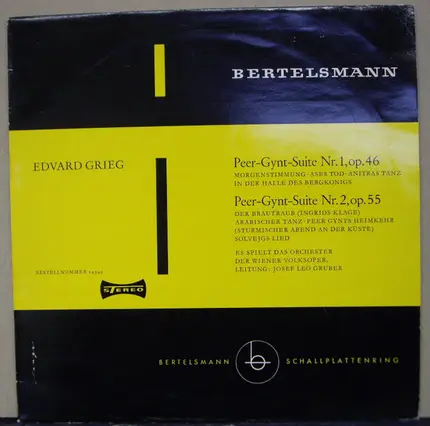 BERTELSMANN
EDVARD GRIEG
Peer-Gynt-Suite Nr. 1, op. 46
MORGENSTIMMUNG · ASES TOD · ANITRAS TANZ
IN DER HALLE DES BERGKÖNIGS
Peer-Gynt-Suite Nr. 2, op. 55
DER BRAUTRAUB (INGRIDS KLAGE)
ARABISCHER TANZ · PEER GYNTS HEIMKEHR
(STÜRMISCHER ABEND AN DER KÜSTE)
SOLVEJGS LIED
ES SPIELT DAS ORCHESTER
DER WIENER VOLKSOPER,
LEITUNG: JOSEF LEO GRUBER
BESTELLNUMMER
STEREO
BERTELSMANN b SCHALLPLATTENRING